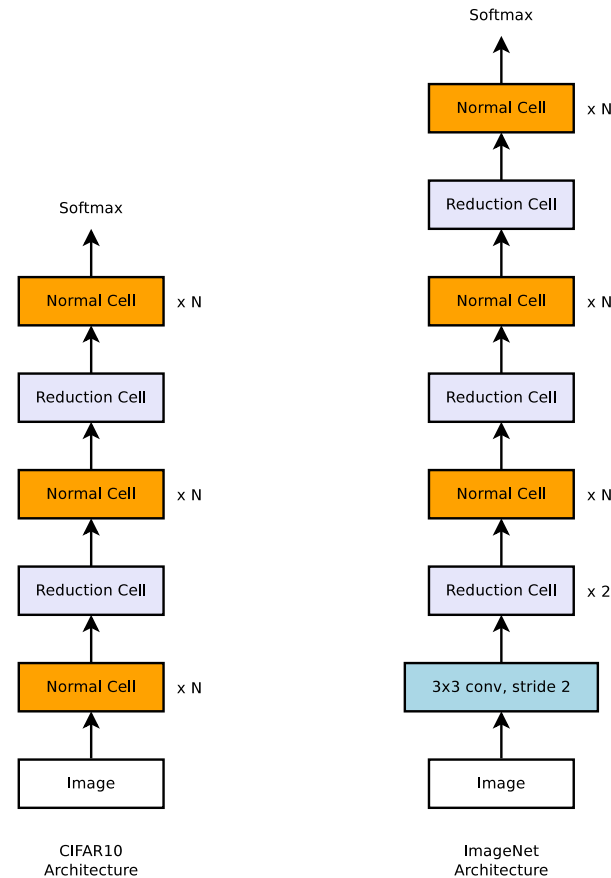 Softmax
Normal Cell
x N
Reduction Cell
Normal Cell
x N
Reduction Cell
Normal Cell
x N
Image
CIFAR10
Architecture
Softmax
Normal Cell
x N
Reduction Cell
Normal Cell
x N
Reduction Cell
Normal Cell
x N
Reduction Cell
x 2
3x3 conv, stride 2
Image
ImageNet
Architecture